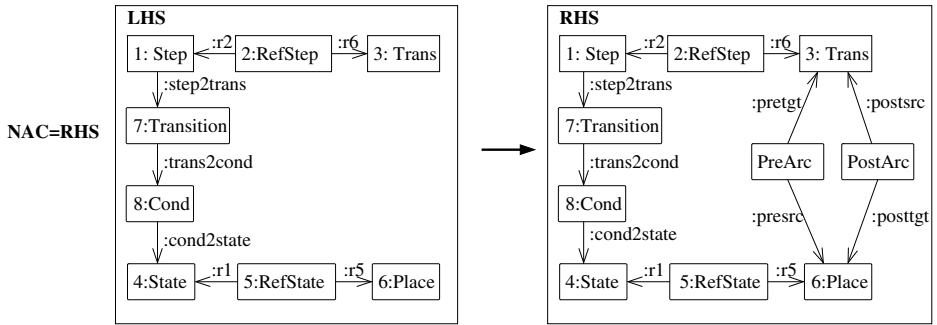 LHS
1: Step
:r2
2:RefStep
:r6
3: Trans
:step2trans
7:Transition
:trans2cond
8:Cond
:cond2state
4:State
:r1
5:RefState
:r5
6:Place
NAC=RHS
RHS
1: Step
:r2
2:RefStep
:r6
3: Trans
:step2trans
:pretgt
:postsrc
7:Transition
:trans2cond
PreArc
PostArc
8:Cond
:presrc
:posttgt
:cond2state
4:State
:r1
5:RefState
:r5
6:Place